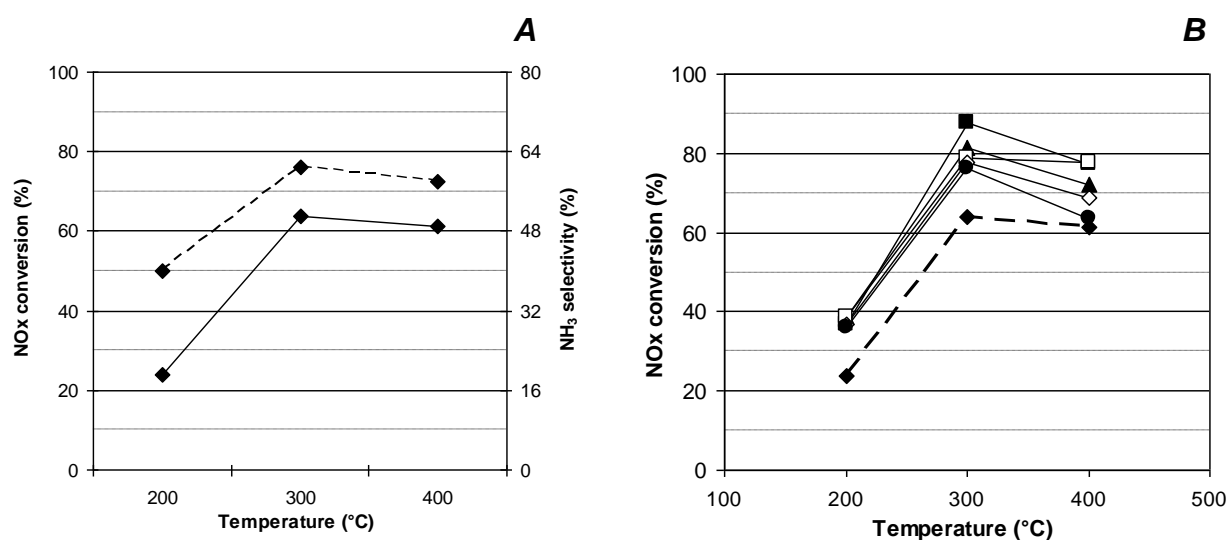 A
100
80
60
40
20
0
NOx conversion (%)
80
64
48
32
16
0
NH₃ selectivity (%)
200 300 400
Temperature (°C)
B
100
80
60
40
20
0
NOx conversion (%)
100 200 300 400 500
Temperature (°C)